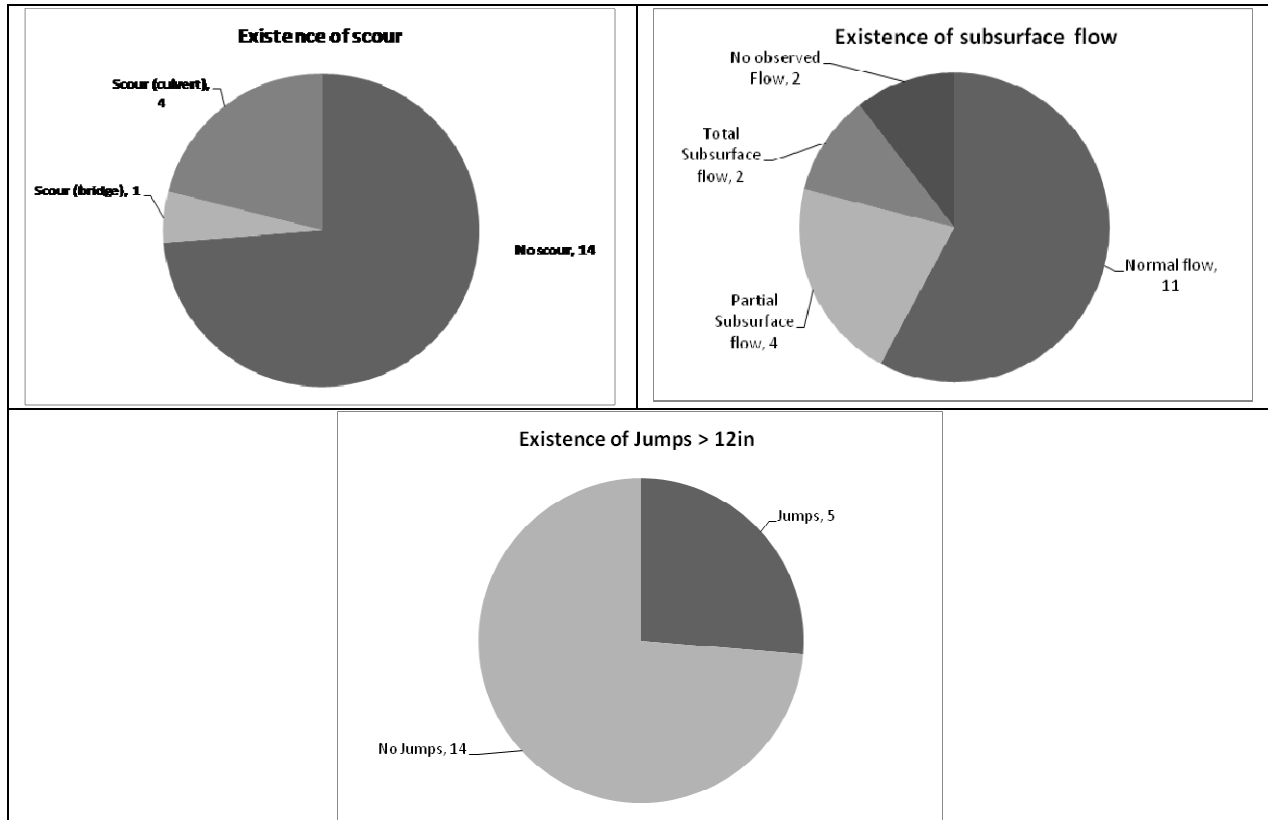 Existence of scour
Scour (culvert),
4
Scour (bridge), 1
No scour, 14
Existence of subsurface flow
No observed
Flow, 2
Total
Subsurface
flow, 2
Partial
Subsurface
flow, 4
Normal flow,
11
Existence of Jumps > 12in
Jumps, 5
No Jumps, 14